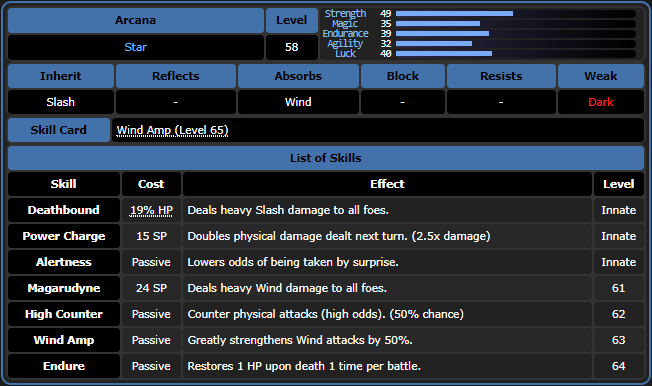 Arcana Level
Star 58
Strength 49
Magic 35
Endurance 39
Agility 32
Luck 40
Inherit Reflects Absorbs Block Resists Weak
Slash - Wind - - Dark
Skill Card Wind Amp (Level 65)
List of Skills
Skill Cost Effect Level
Deathbound 19% HP Deals heavy Slash damage to all foes. Innate
Power Charge 15 SP Doubles physical damage dealt next turn. (2.5x damage) Innate
Alertness Passive Lowers odds of being taken by surprise. Innate
Magarudyne 24 SP Deals heavy Wind damage to all foes. 61
High Counter Passive Counter physical attacks (high odds). (50% chance) 62
Wind Amp Passive Greatly strengthens Wind attacks by 50%. 63
Endure Passive Restores 1 HP upon death 1 time per battle. 64